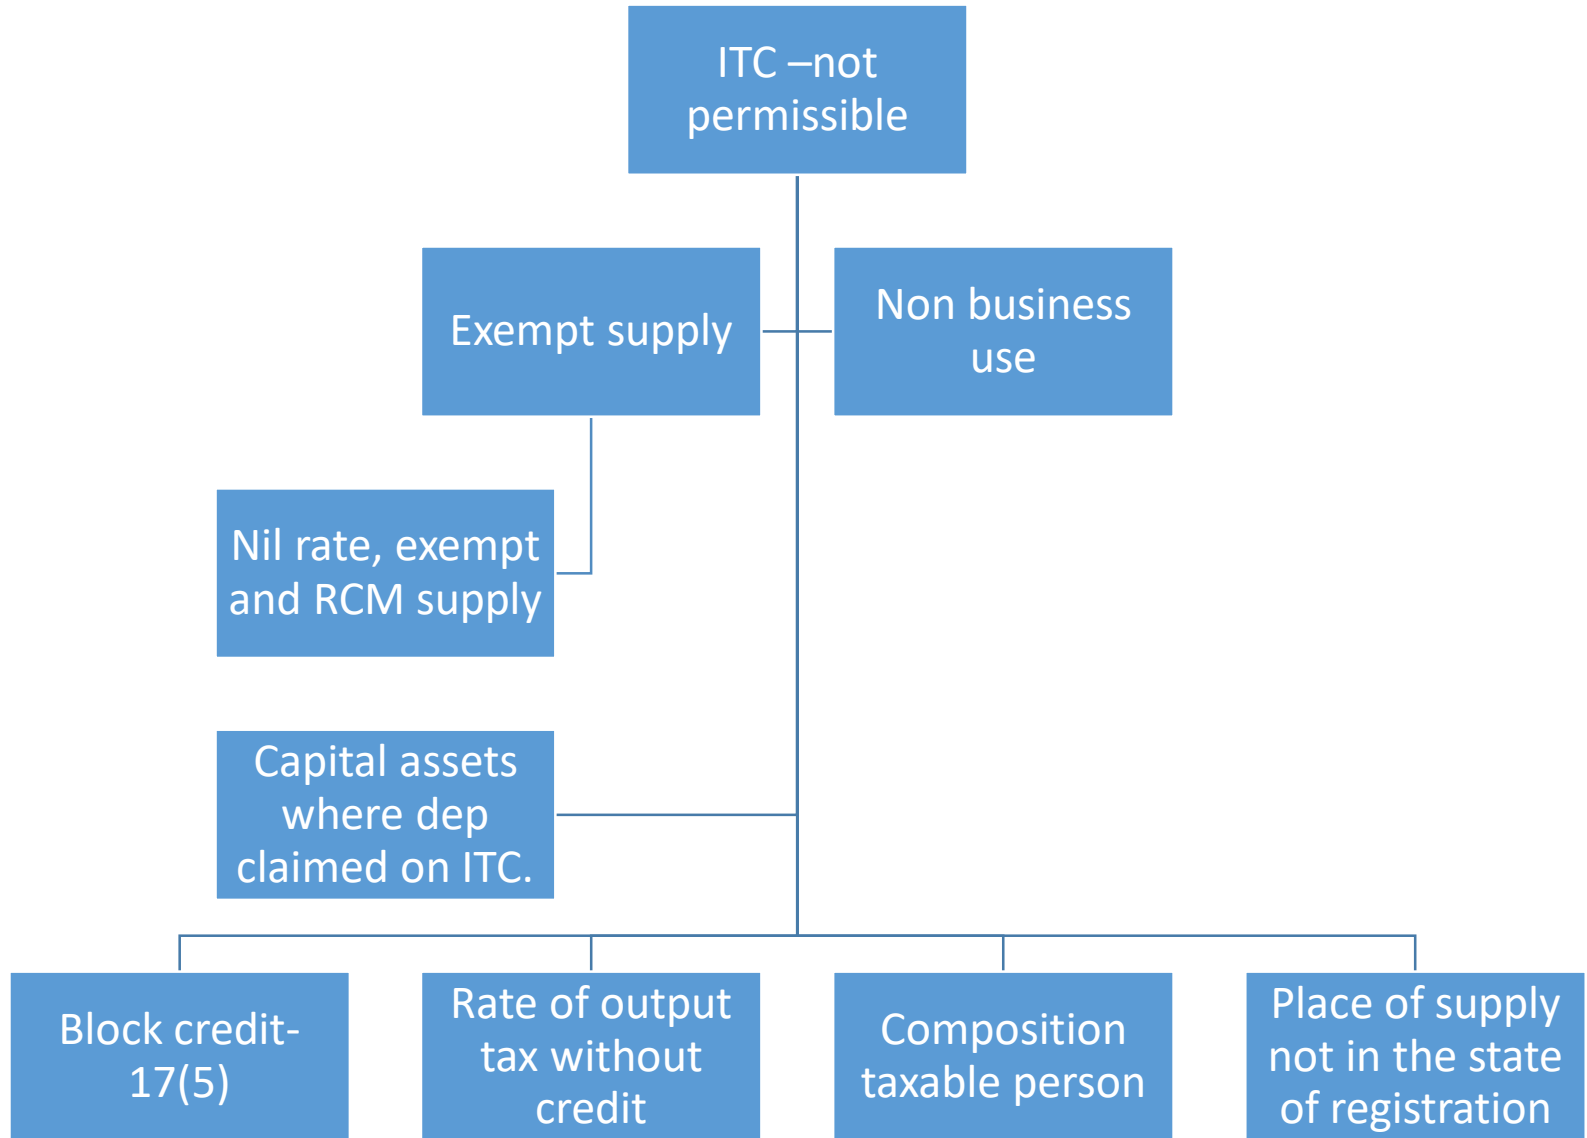 ITC –not
permissible
Exempt supply
Non business
use
Nil rate, exempt
and RCM supply
Capital assets
where dep
claimed on ITC.
Block credit-
17(5)
Rate of output
tax without
credit
Composition
taxable person
Place of supply
not in the state
of registration